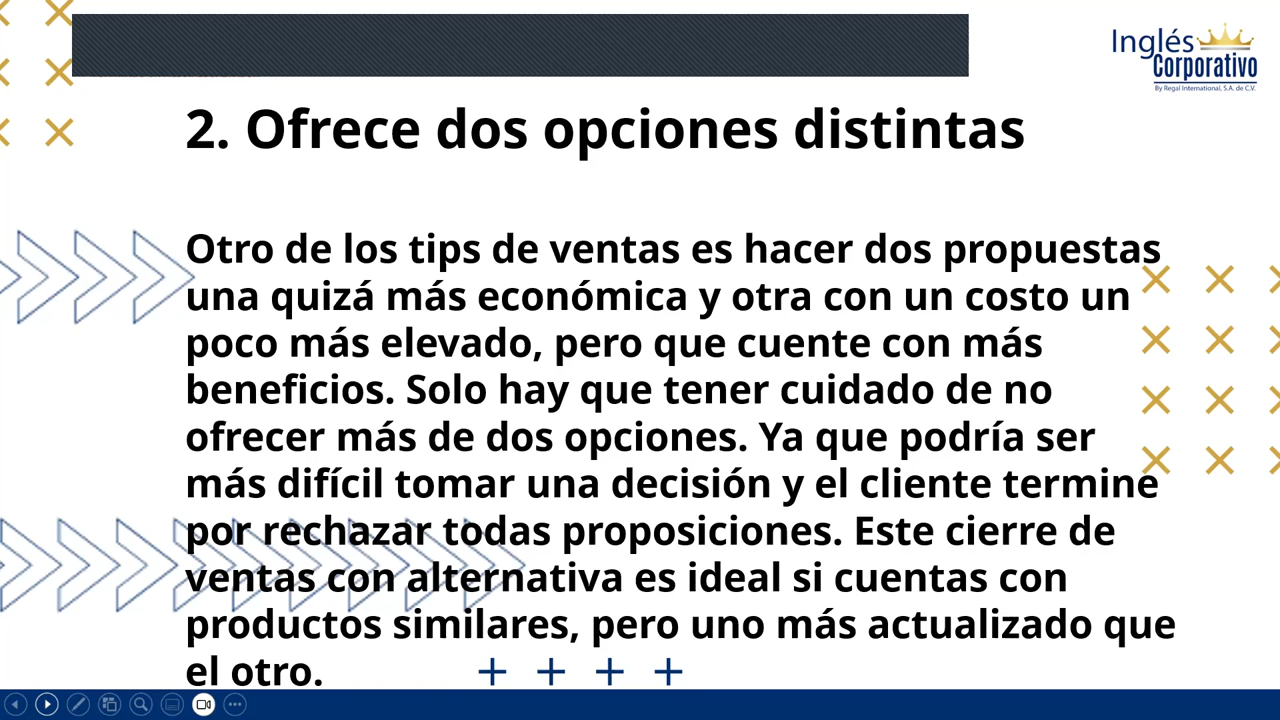 Inglés
Corporativo
By Regal International, S.A. de C.V.
2. Ofrece dos opciones distintas
Otro de los tips de ventas es hacer dos propuestas
una quizá más económica y otra con un costo un
poco más elevado, pero que cuente con más
beneficios. Solo hay que tener cuidado de no
ofrecer más de dos opciones. Ya que podría ser
más difícil tomar una decisión y el cliente termine
por rechazar todas proposiciones. Este cierre de
ventas con alternativa es ideal si cuentas con
productos similares, pero uno más actualizado que
el otro.